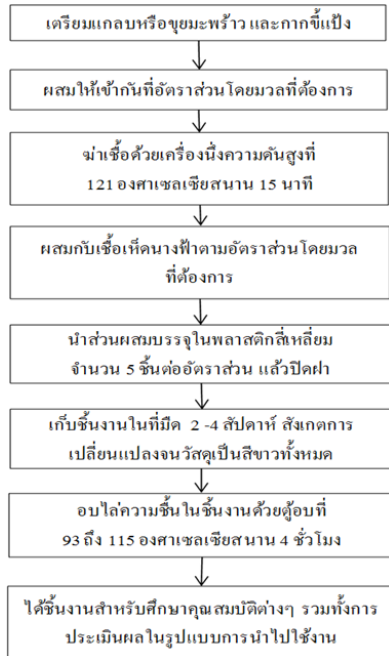 เตรียมแกลบหรือขุยมะพร้าว และกากขี้แป้ง
ผสมให้เข้ากันที่อัตราส่วนโดยมวลที่ต้องการ
ฆ่าเชื้อด้วยเครื่องนึ่งความดันสูงที่
121 องศาเซลเซียสนาน 15 นาที
ผสมกับเชื้อเห็ดนางฟ้าตามอัตราส่วนโดยมวล
ที่ต้องการ
นำส่วนผสมบรรจุในพลาสติกสี่เหลี่ยม
จำนวน 5 ชิ้นต่ออัตราส่วน แล้วปิดฝา
เก็บชิ้นงานในที่มืด 2 -4 สัปดาห์ สังเกตการ
เปลี่ยนแปลงจนวัสดุเป็นสีขาวทั้งหมด
อบไล่ความชื้นในชิ้นงานด้วยตู้อบที่
93 ถึง 115 องศาเซลเซียสนาน 4 ชั่วโมง
ได้ชิ้นงานสำหรับศึกษาคุณสมบัติต่างๆ รวมทั้งการ
ประเมินผลในรูปแบบการนำไปใช้งาน